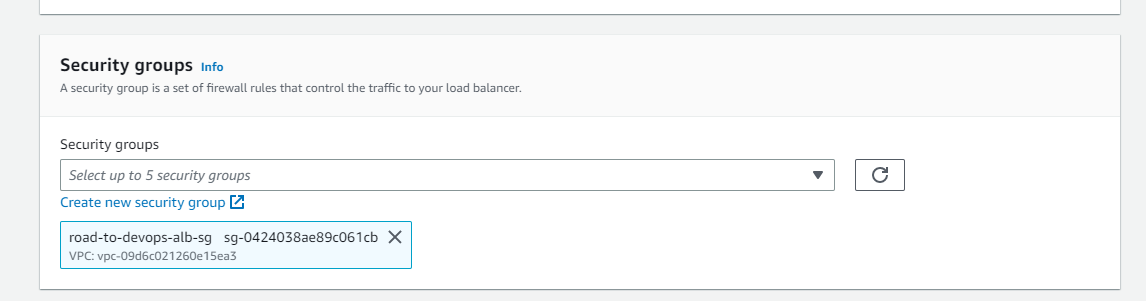 Security groups Info
A security group is a set of firewall rules that control the traffic to your load balancer.
Security groups
Select up to 5 security groups
Create new security group
road-to-devops-alb-sg sg-0424038ae89c061cb
VPC: vpc-09d6c021260e15ea3